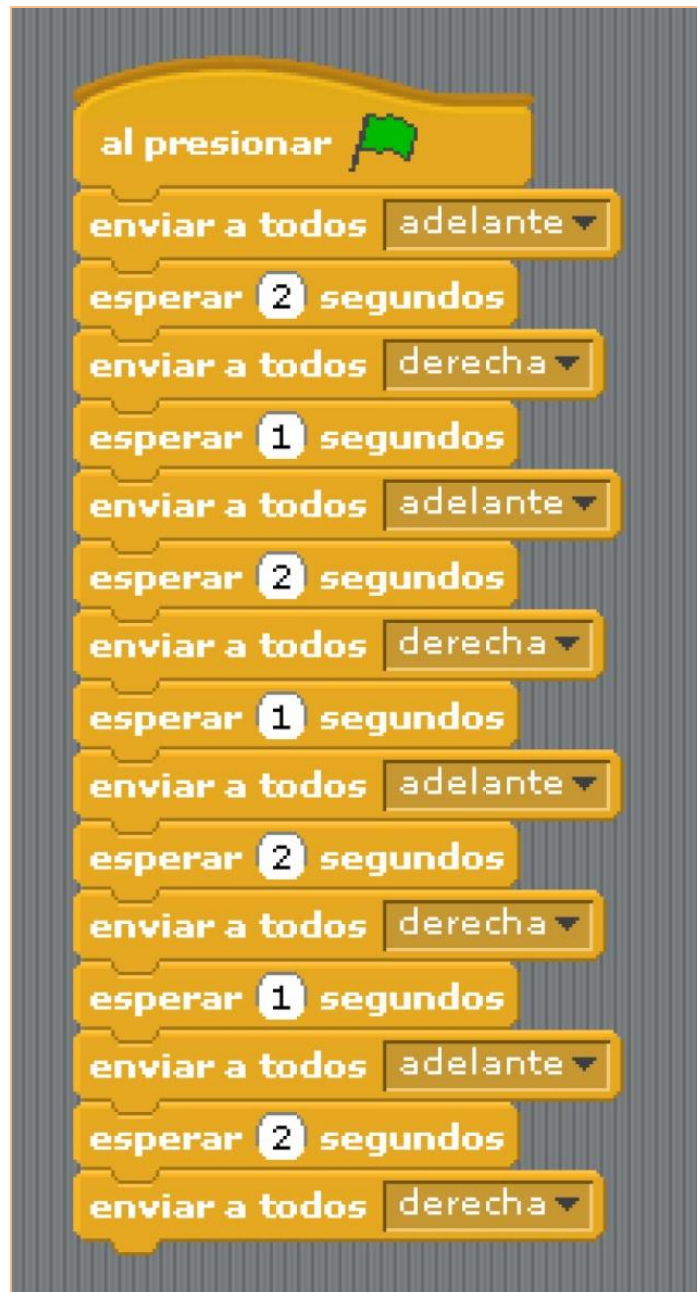 al presionar
enviar a todos adelante
esperar 2 segundos
enviar a todos derecha
esperar 1 segundos
enviar a todos adelante
esperar 2 segundos
enviar a todos derecha
esperar 1 segundos
enviar a todos adelante
esperar 2 segundos
enviar a todos derecha
esperar 1 segundos
enviar a todos adelante
esperar 2 segundos
enviar a todos derecha